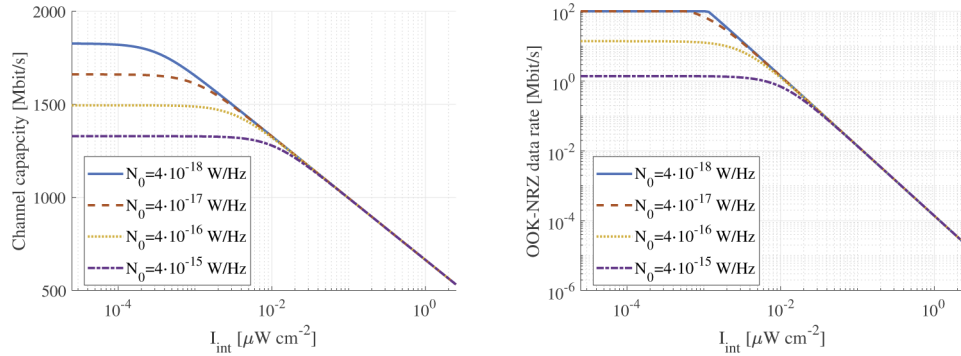 2000
1500
1000
500
Channel capapcity [Mbit/s]
N0=4·10-18 W/Hz
N0=4·10-17 W/Hz
N0=4·10-16 W/Hz
N0=4·10-15 W/Hz
10-4
10-2
100
Iint [μW cm-2]
102
100
10-2
10-4
10-6
OOK-NRZ data rate [Mbit/s]
N0=4·10-18 W/Hz
N0=4·10-17 W/Hz
N0=4·10-16 W/Hz
N0=4·10-15 W/Hz
10-4
10-2
100
Iint [μW cm-2]